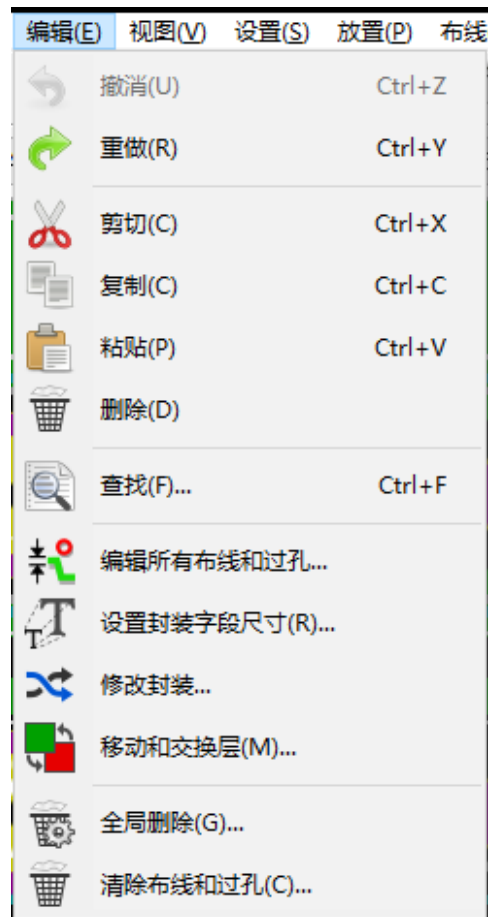 编辑(E) 视图(V) 设置(S) 放置(P) 布线
撤消(U) Ctrl+Z
重做(R) Ctrl+Y
剪切(C) Ctrl+X
复制(C) Ctrl+C
粘贴(P) Ctrl+V
删除(D)
查找(F)... Ctrl+F
编辑所有布线和过孔...
设置封装字段尺寸(R)...
修改封装...
移动和交换层(M)...
全局删除(G)...
清除布线和过孔(C)...